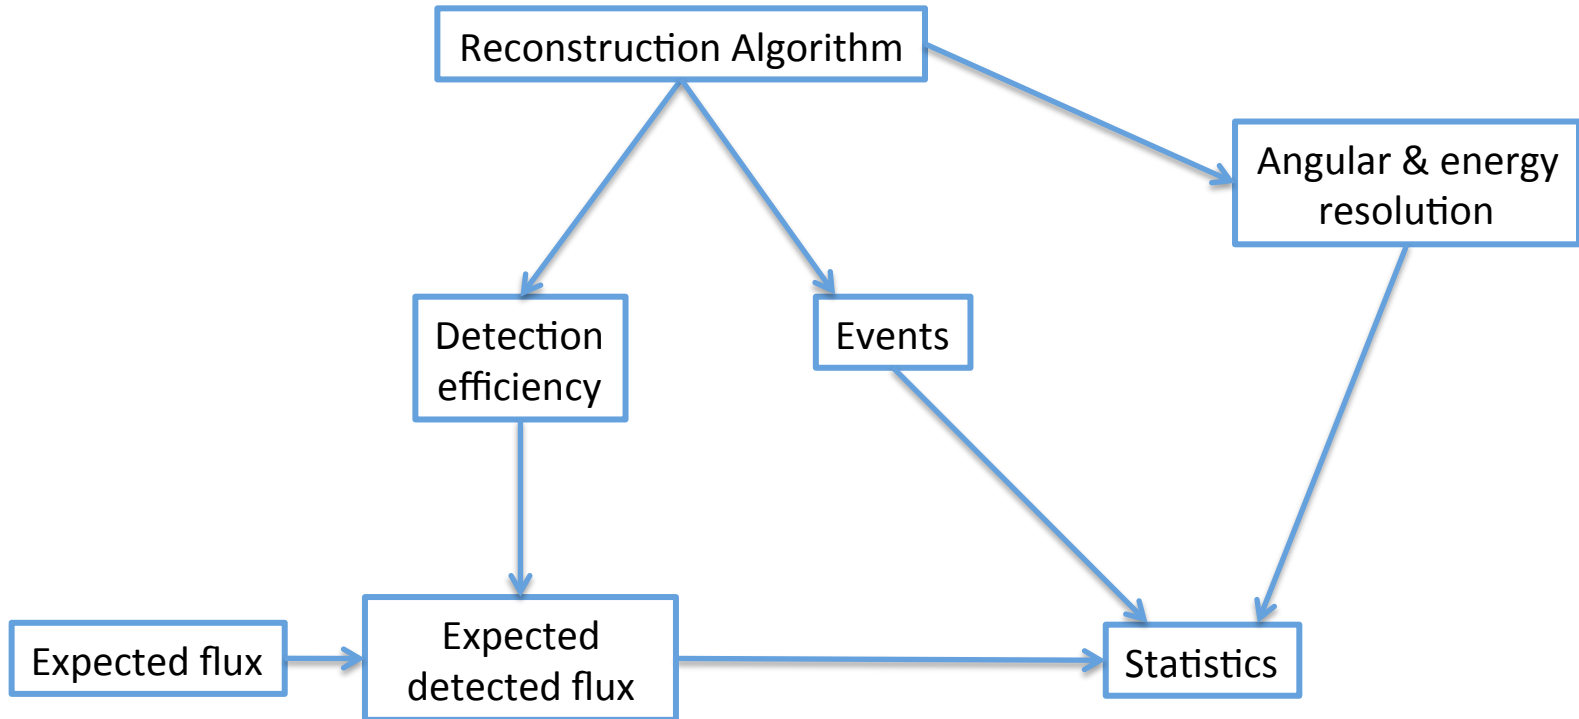 Reconstruction Algorithm
Angular & energy
resolution
Detection
efficiency
Events
Expected flux
Expected
detected flux
Statistics